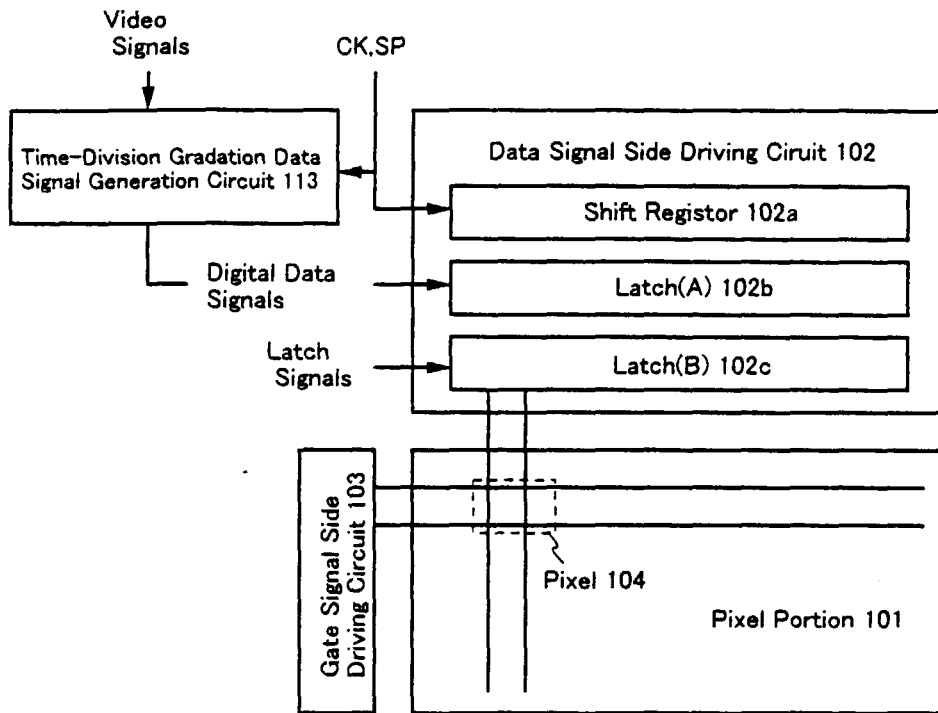 Video
Signals
CK,SP
Time-Division Gradation Data
Signal Generation Circuit 113
Data Signal Side Driving Ciruit 102
Shift Registor 102a
Digital Data
Signals
Latch(A) 102b
Latch
Signals
Latch(B) 102c
Gate Signal Side
Driving Circuit 103
Pixel 104
Pixel Portion 101